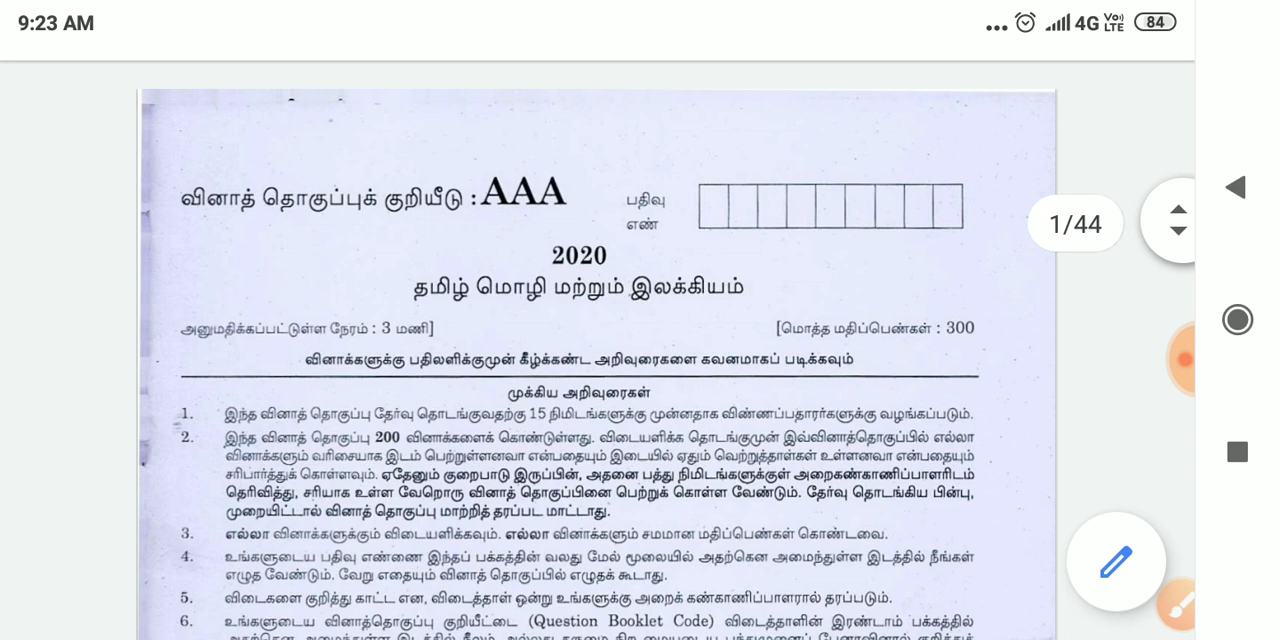 9:23 AM
4G Vo) LTE 84
வினாத் தொகுப்புக் குறியீடு : AAA
பதிவு
எண்
1/44
2020
தமிழ் மொழி மற்றும் இலக்கியம்
அனுமதிக்கப்பட்டுள்ள நேரம் : 3 மணி] [மொத்த மதிப்பெண்கள் : 300
வினாக்களுக்கு பதிலளிக்குமுன் கீழ்க்கண்ட அறிவுரைகளை கவனமாகப் படிக்கவும்
முக்கிய அறிவுரைகள்
1. இந்த வினாத் தொகுப்பு தேர்வு தொடங்குவதற்கு 15 நிமிடங்களுக்கு முன்னதாக விண்ணப்பதாரர்களுக்கு வழங்கப்படும்.
2. இந்த வினாத் தொகுப்பு 200 வினாக்களைக் கொண்டுள்ளது. விடையளிக்க தொடங்குமுன் இவ்வினாத்தொகுப்பில் எல்லா
வினாக்களும் வரிசையாக இடம் பெற்றுள்ளனவா என்பதையும் இடையில் ஏதும் வெற்றுத்தாள்கள் உள்ளனவா என்பதையும்
சரிபார்த்துக் கொள்ளவும். ஏதேனும் குறைபாடு இருப்பின், அதனை பத்து நிமிடங்களுக்குள் அறைகண்காணிப்பாளரிடம்
தெரிவித்து, சரியாக உள்ள வேறொரு வினாத் தொகுப்பினை பெற்றுக் கொள்ள வேண்டும். தேர்வு தொடங்கிய பின்பு,
முறையிட்டால் வினாத் தொகுப்பு மாற்றித் தரப்பட மாட்டாது.
3. எல்லா வினாக்களுக்கும் விடையளிக்கவும். எல்லா வினாக்களும் சமமான மதிப்பெண்கள் கொண்டவை.
4. உங்களுடைய பதிவு எண்ணை இந்தப் பக்கத்தின் வலது மேல் மூலையில் அதற்கென அமைந்துள்ள இடத்தில் நீங்கள்
எழுத வேண்டும். வேறு எதையும் வினாத் தொகுப்பில் எழுதக் கூடாது.
5. விடைகளை குறித்து காட்ட என, விடைத்தாள் ஒன்று உங்களுக்கு அறைக் கண்காணிப்பாளரால் தரப்படும்.
6. உங்களுடைய வினாத்தொகுப்பு குறியீட்டை (Question Booklet Code) விடைத்தாளின் இரண்டாம் பக்கத்தில்